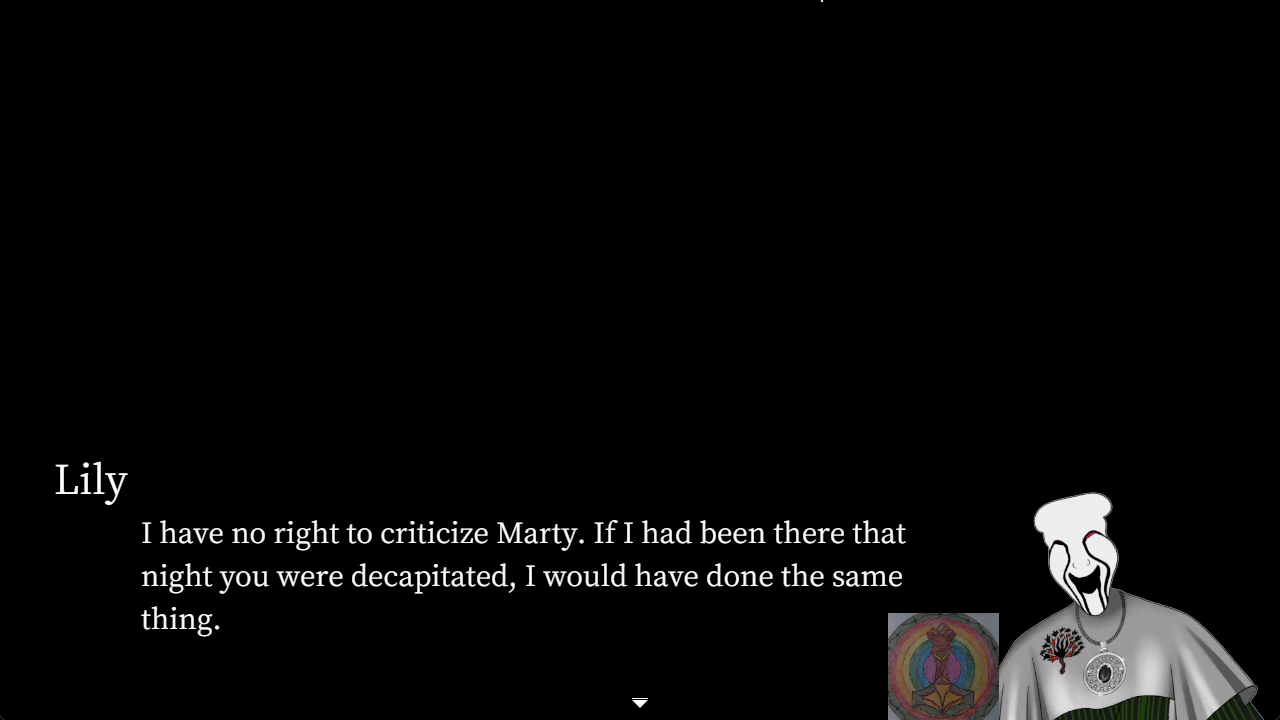 Lily
I have no right to criticize Marty. If I had been there that
night you were decapitated, I would have done the same
thing.